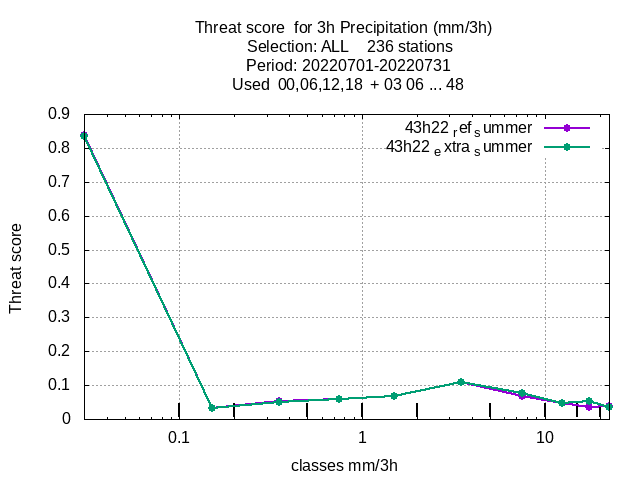 Threat score  for 3h Precipitation (mm/3h)
Selection: ALL    236 stations
Period: 20220701-20220731
Used  00,06,12,18  + 03 06 ... 48
43h22 ref summer
43h22 extra summer
Threat score
0.9
0.8
0.7
0.6
0.5
0.4
0.3
0.2
0.1
0
0.1 1 10
classes mm/3h